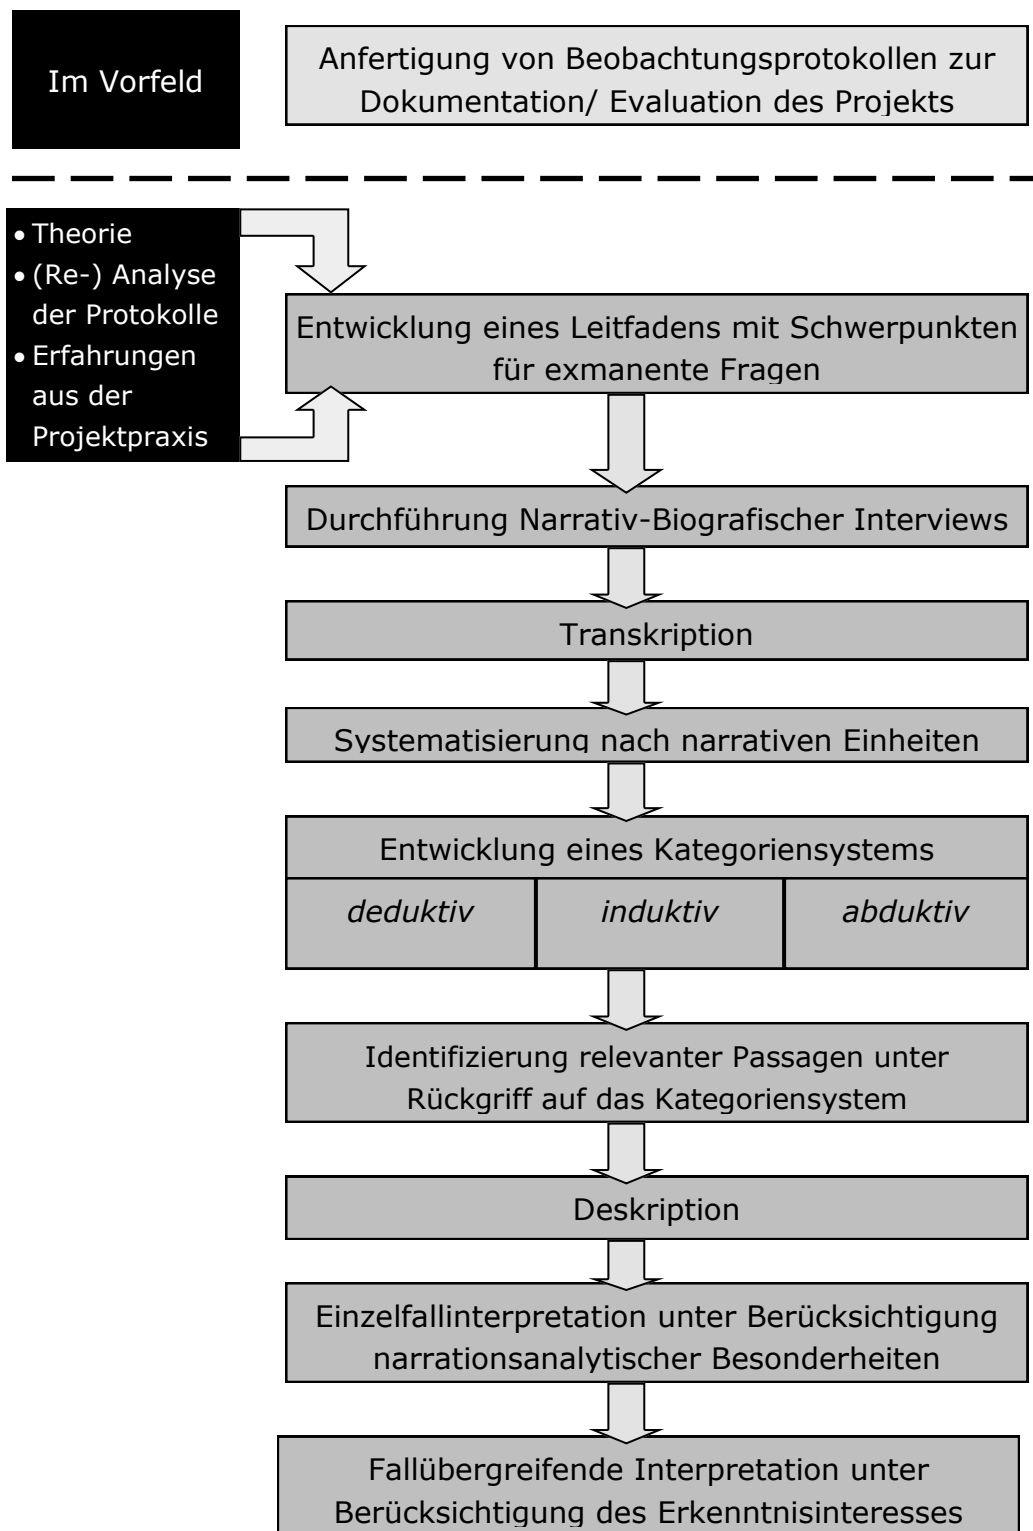 Im Vorfeld
Anfertigung von Beobachtungsprotokollen zur
Dokumentation/ Evaluation des Projekts
• Theorie
• (Re-) Analyse
der Protokolle
• Erfahrungen
aus der
Projektpraxis
Entwicklung eines Leitfadens mit Schwerpunkten
für exmanente Fragen
Durchführung Narrativ-Biografischer Interviews
Transkription
Systematisierung nach narrativen Einheiten
Entwicklung eines Kategoriensystems
deduktiv
induktiv
abduktiv
Identifizierung relevanter Passagen unter
Rückgriff auf das Kategoriensystem
Deskription
Einzelfallinterpretation unter Berücksichtigung
narrationsanalytischer Besonderheiten
Fallübergreifende Interpretation unter
Berücksichtigung des Erkenntnisinteresses